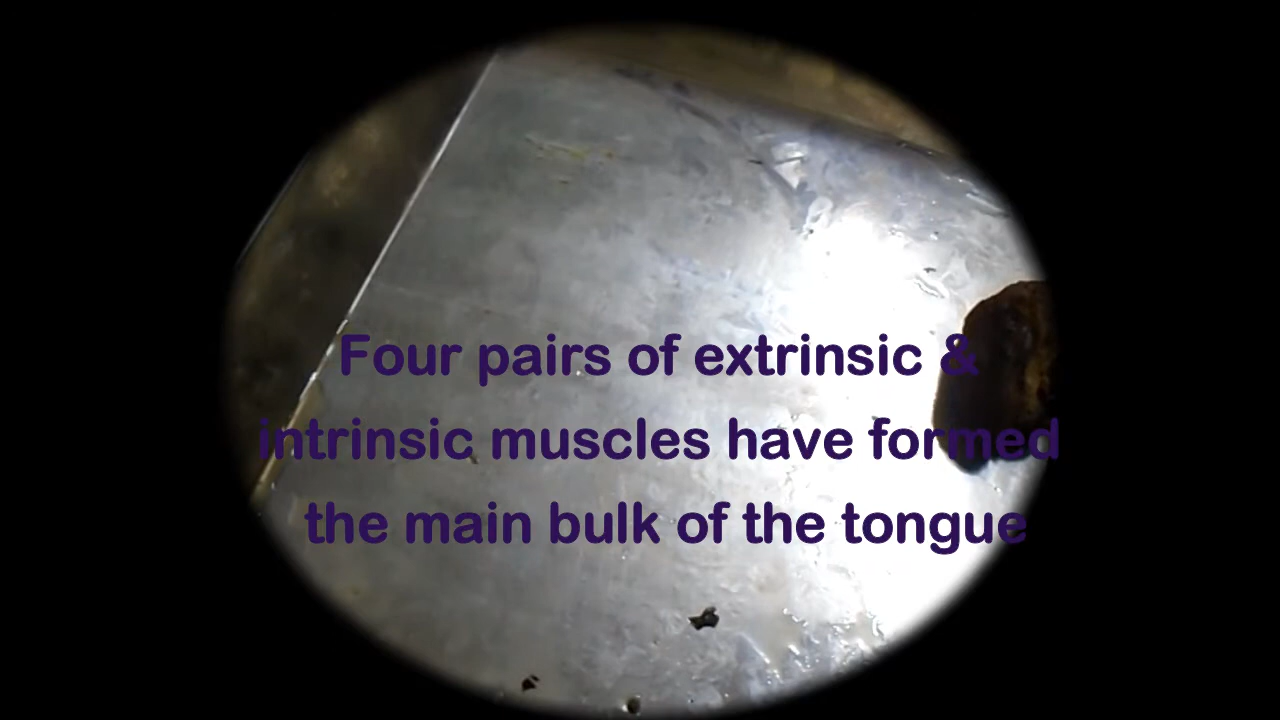 Four pairs of extrinsic &
intrinsic muscles have formed
the main bulk of the tongue